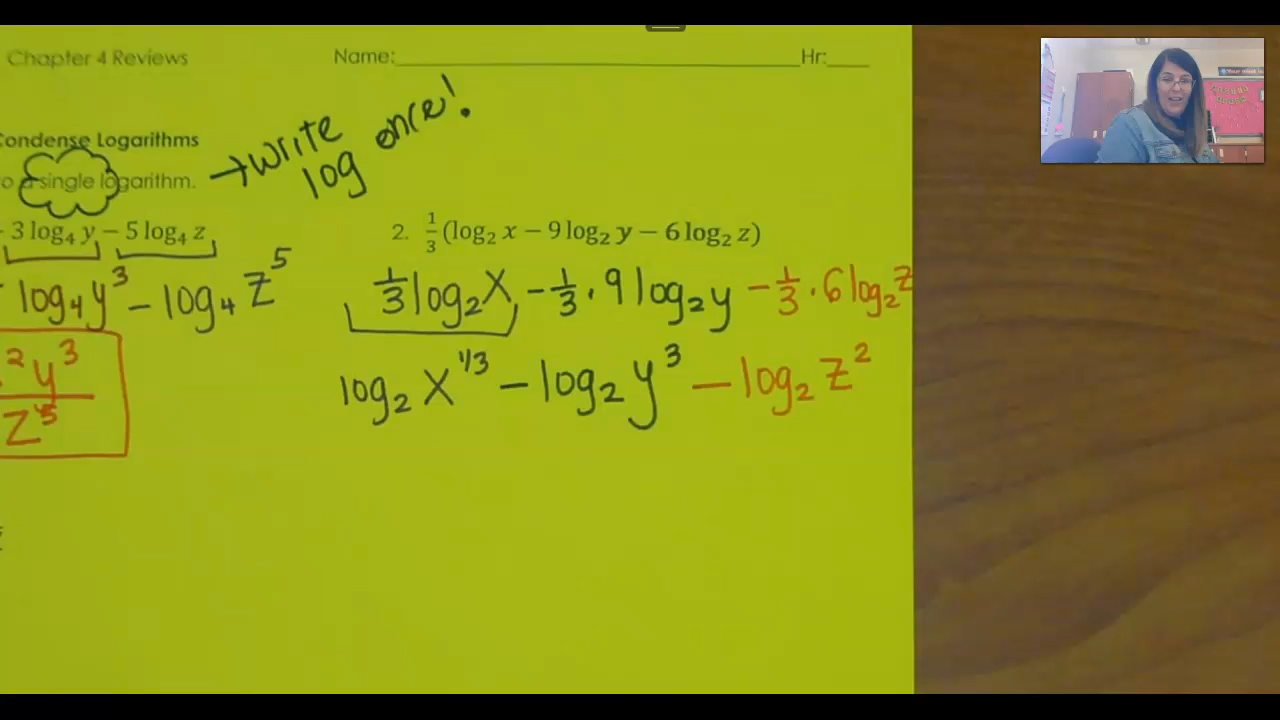 Chapter 4 Reviews Name: Hr:
Condense Logarithms
→ write log once!
o a single logarithm.
- 3 log₄ y - 5 log₄ z
log₄ y³ - log₄ z⁵
² y³
z⁵
2. 1/3 (log₂ x - 9 log₂ y - 6 log₂ z)
1/3 log₂ x - 1/3 · 9 log₂ y - 1/3 · 6 log₂ z
log₂ x^1/3 - log₂ y³ - log₂ z²